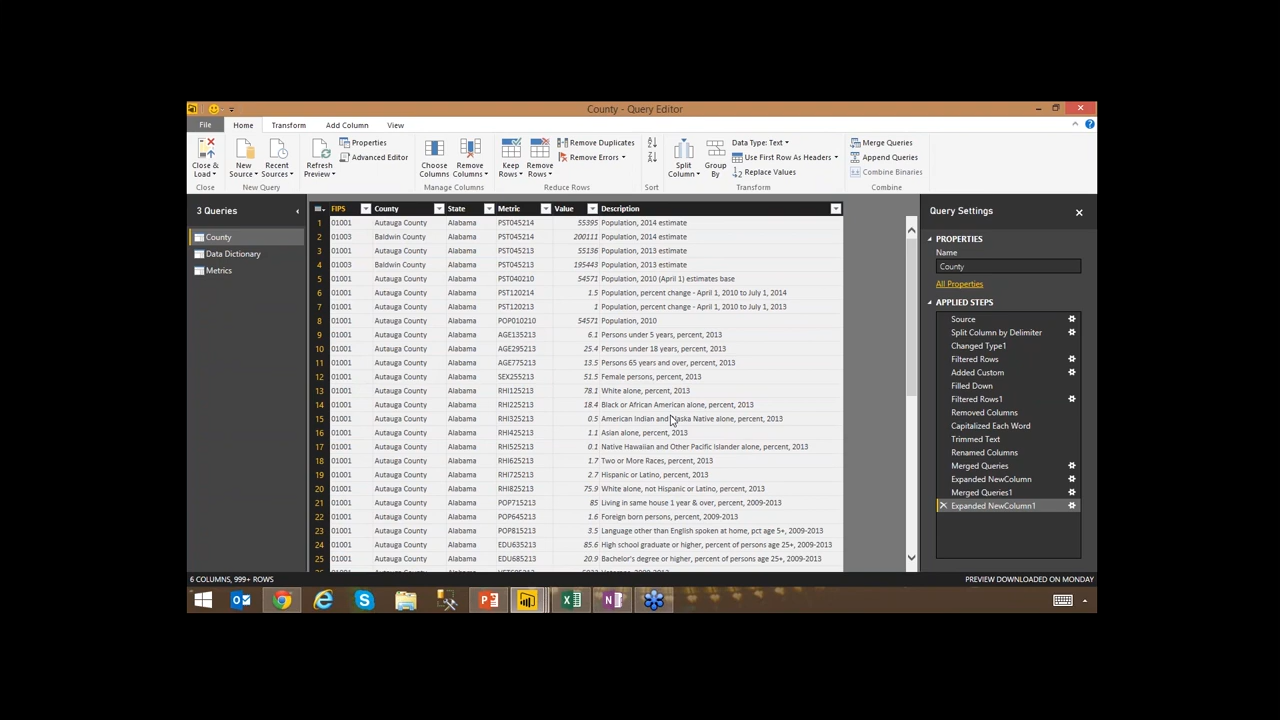 County - Query Editor
File Home Transform Add Column View
Close & Load
New Source
Recent Sources
Refresh Preview
Properties
Advanced Editor
Choose Columns
Remove Columns
Keep Rows
Remove Rows
Remove Duplicates
Remove Errors
Split Column
Group By
Data Type: Text
Use First Row As Headers
Replace Values
Merge Queries
Append Queries
Combine Binaries
Close New Query Manage Columns Reduce Rows Sort Transform Combine
3 Queries
County
Data Dictionary
Metrics
FIPS County State Metric Value Description
1 01001 Autauga County Alabama PST045214 55395 Population, 2014 estimate
2 01003 Baldwin County Alabama PST045214 200111 Population, 2014 estimate
3 01001 Autauga County Alabama PST045213 55136 Population, 2013 estimate
4 01003 Baldwin County Alabama PST045213 195443 Population, 2013 estimate
5 01001 Autauga County Alabama PST040210 54571 Population, 2010 (April 1) estimates base
6 01001 Autauga County Alabama PST120214 1.5 Population, percent change - April 1, 2010 to July 1, 2014
7 01001 Autauga County Alabama PST120213 1 Population, percent change - April 1, 2010 to July 1, 2013
8 01001 Autauga County Alabama POP010210 54571 Population, 2010
9 01001 Autauga County Alabama AGE135213 6.1 Persons under 5 years, percent, 2013
10 01001 Autauga County Alabama AGE295213 25.4 Persons under 18 years, percent, 2013
11 01001 Autauga County Alabama AGE775213 13.5 Persons 65 years and over, percent, 2013
12 01001 Autauga County Alabama SEX255213 51.5 Female persons, percent, 2013
13 01001 Autauga County Alabama RHI125213 78.1 White alone, percent, 2013
14 01001 Autauga County Alabama RHI225213 18.4 Black or African American alone, percent, 2013
15 01001 Autauga County Alabama RHI325213 0.5 American Indian and Alaska Native alone, percent, 2013
16 01001 Autauga County Alabama RHI425213 1.1 Asian alone, percent, 2013
17 01001 Autauga County Alabama RHI525213 0.1 Native Hawaiian and Other Pacific Islander alone, percent, 2013
18 01001 Autauga County Alabama RHI625213 1.7 Two or More Races, percent, 2013
19 01001 Autauga County Alabama RHI725213 2.7 Hispanic or Latino, percent, 2013
20 01001 Autauga County Alabama RHI825213 75.9 White alone, not Hispanic or Latino, percent, 2013
21 01001 Autauga County Alabama POP715213 85 Living in same house 1 year & over, percent, 2009-2013
22 01001 Autauga County Alabama POP645213 1.6 Foreign born persons, percent, 2009-2013
23 01001 Autauga County Alabama POP815213 3.5 Language other than English spoken at home, pct age 5+, 2009-2013
24 01001 Autauga County Alabama EDU635213 85.6 High school graduate or higher, percent of persons age 25+, 2009-2013
25 01001 Autauga County Alabama EDU685213 20.9 Bachelor's degree or higher, percent of persons age 25+, 2009-2013
Query Settings
PROPERTIES
Name
County
All Properties
APPLIED STEPS
Source
Split Column by Delimiter
Changed Type1
Filtered Rows
Added Custom
Filled Down
Filtered Rows1
Removed Columns
Capitalized Each Word
Trimmed Text
Renamed Columns
Merged Queries
Expanded NewColumn
Merged Queries1
Expanded NewColumn1
6 COLUMNS, 999+ ROWS
PREVIEW DOWNLOADED ON MONDAY